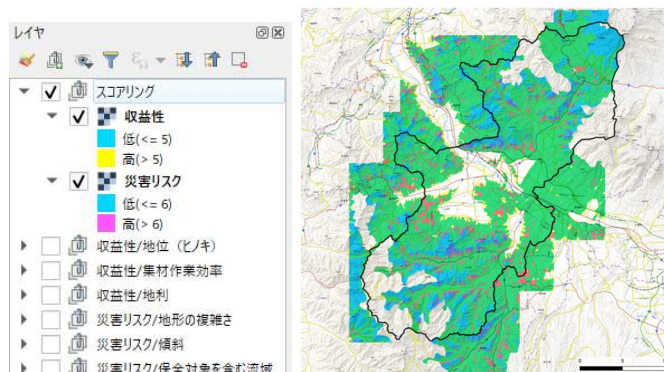 レイヤ
スコアリング
収益性
低(<= 5)
高(> 5)
災害リスク
低(<= 6)
高(> 6)
収益性/地位（ヒノキ）
収益性/集材作業効率
収益性/地利
災害リスク/地形の複雑さ
災害リスク/傾斜
災害リスク/保全対象を含む流域
0
5